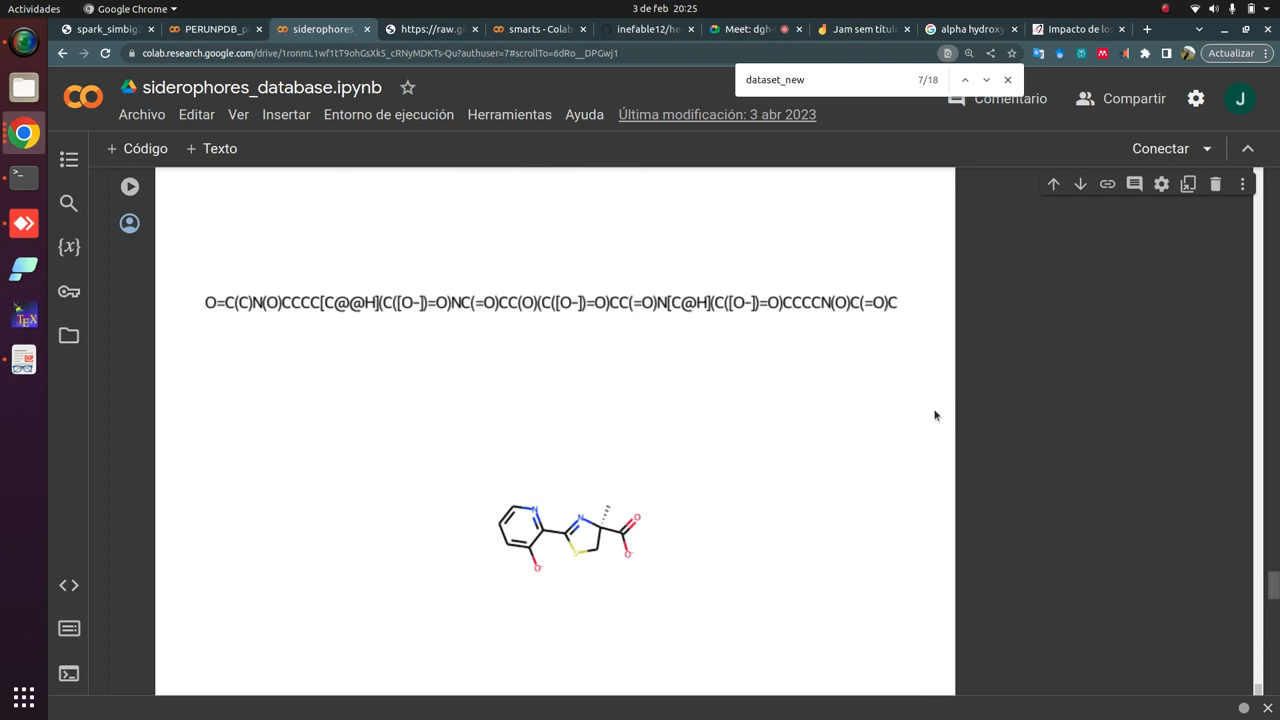 Actividades
Google Chrome
3 de feb 20:25
spark_simbig
PERUNPDB_p
siderophores_
https://raw.gi
smarts - Colab
inefable12/he
Meet: dgh-
Jam sem títul
alpha hydroxy
Impacto de lo
colab.research.google.com/drive/1ronmL1wf1tT9ohGsXk5_cRNyMDKTs-Qu?authuser=7#scrollTo=6dRo__DPGwj1
Actualizar
dataset_new
7/18
siderophores_database.ipynb
Comentario
Compartir
J
Archivo
Editar
Ver
Insertar
Entorno de ejecución
Herramientas
Ayuda
Última modificación: 3 abr 2023
+ Código
+ Texto
Conectar
O=C(C)N(O)CCCC[C@@H](C([O-])=O)NC(=O)CC(O)(C([O-])=O)CC(=O)N[C@H](C([O-])=O)CCCCN(O)C(=O)C
N
N
O
S
O-
O-
{x}
TEX